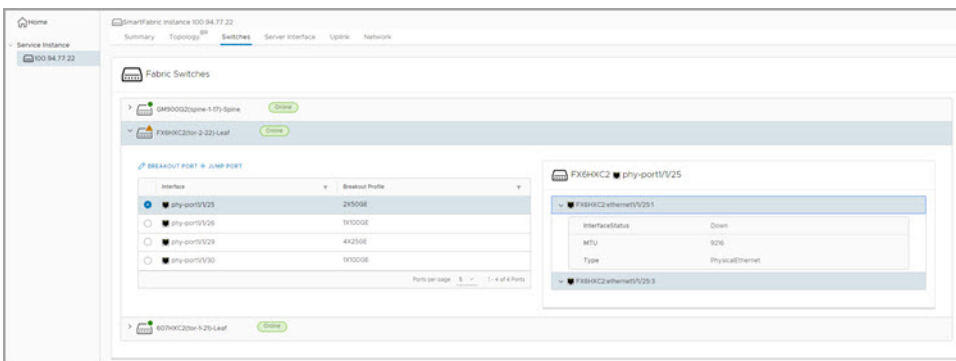 Home
SmartFabric Instance 100.94.77.22
Service Instance
100.94.77.22
Summary Topology Switches Server Interface Uplink Network
Fabric Switches
GM900Q2(spine-1-17)-Spine Online
FX6HXC2(tor-2-22)-Leaf Online
BREAKOUT PORT JUMP PORT
Interface Breakout Profile
phy-port1/1/25 2X50GE
phy-port1/1/26 1X100GE
phy-port1/1/29 4X25GE
phy-port1/1/30 1X100GE
Ports per page 5 1 - 4 of 4 Ports
FX6HXC2 phy-port1/1/25
FX6HXC2:ethernet1/1/25:1
InterfaceStatus Down
MTU 9216
Type PhysicalEthernet
FX6HXC2:ethernet1/1/25:3
607HXC2(tor-1-21)-Leaf Online